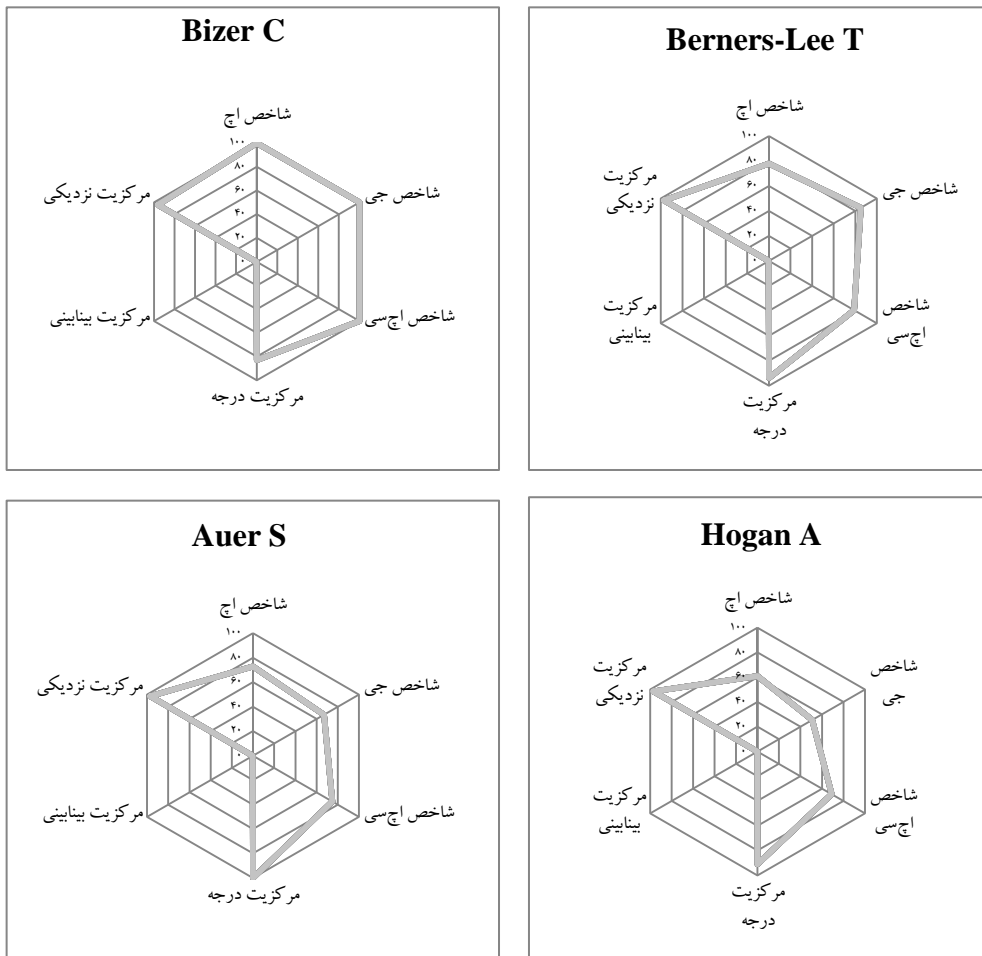 Bizer C
شاخص اچ
۱۰۰
مرکزیت نزدیکی
شاخص جی
۸۰
۶۰
۴۰
۲۰
۰
مرکزیت بینابینی
شاخص اچ‌سی
مرکزیت درجه
Berners-Lee T
شاخص اچ
۱۰۰
مرکزیت
نزدیکی
شاخص جی
۸۰
۶۰
۴۰
۲۰
۰
مرکزیت
بینابینی
شاخص
اچ‌سی
مرکزیت
درجه
Auer S
شاخص اچ
۱۰۰
مرکزیت نزدیکی
شاخص جی
۸۰
۶۰
۴۰
۲۰
۰
مرکزیت بینابینی
شاخص اچ‌سی
مرکزیت درجه
Hogan A
شاخص اچ
۱۰۰
مرکزیت
نزدیکی
شاخص
جی
۸۰
۶۰
۴۰
۲۰
۰
مرکزیت
بینابینی
شاخص
اچ‌سی
مرکزیت
درجه